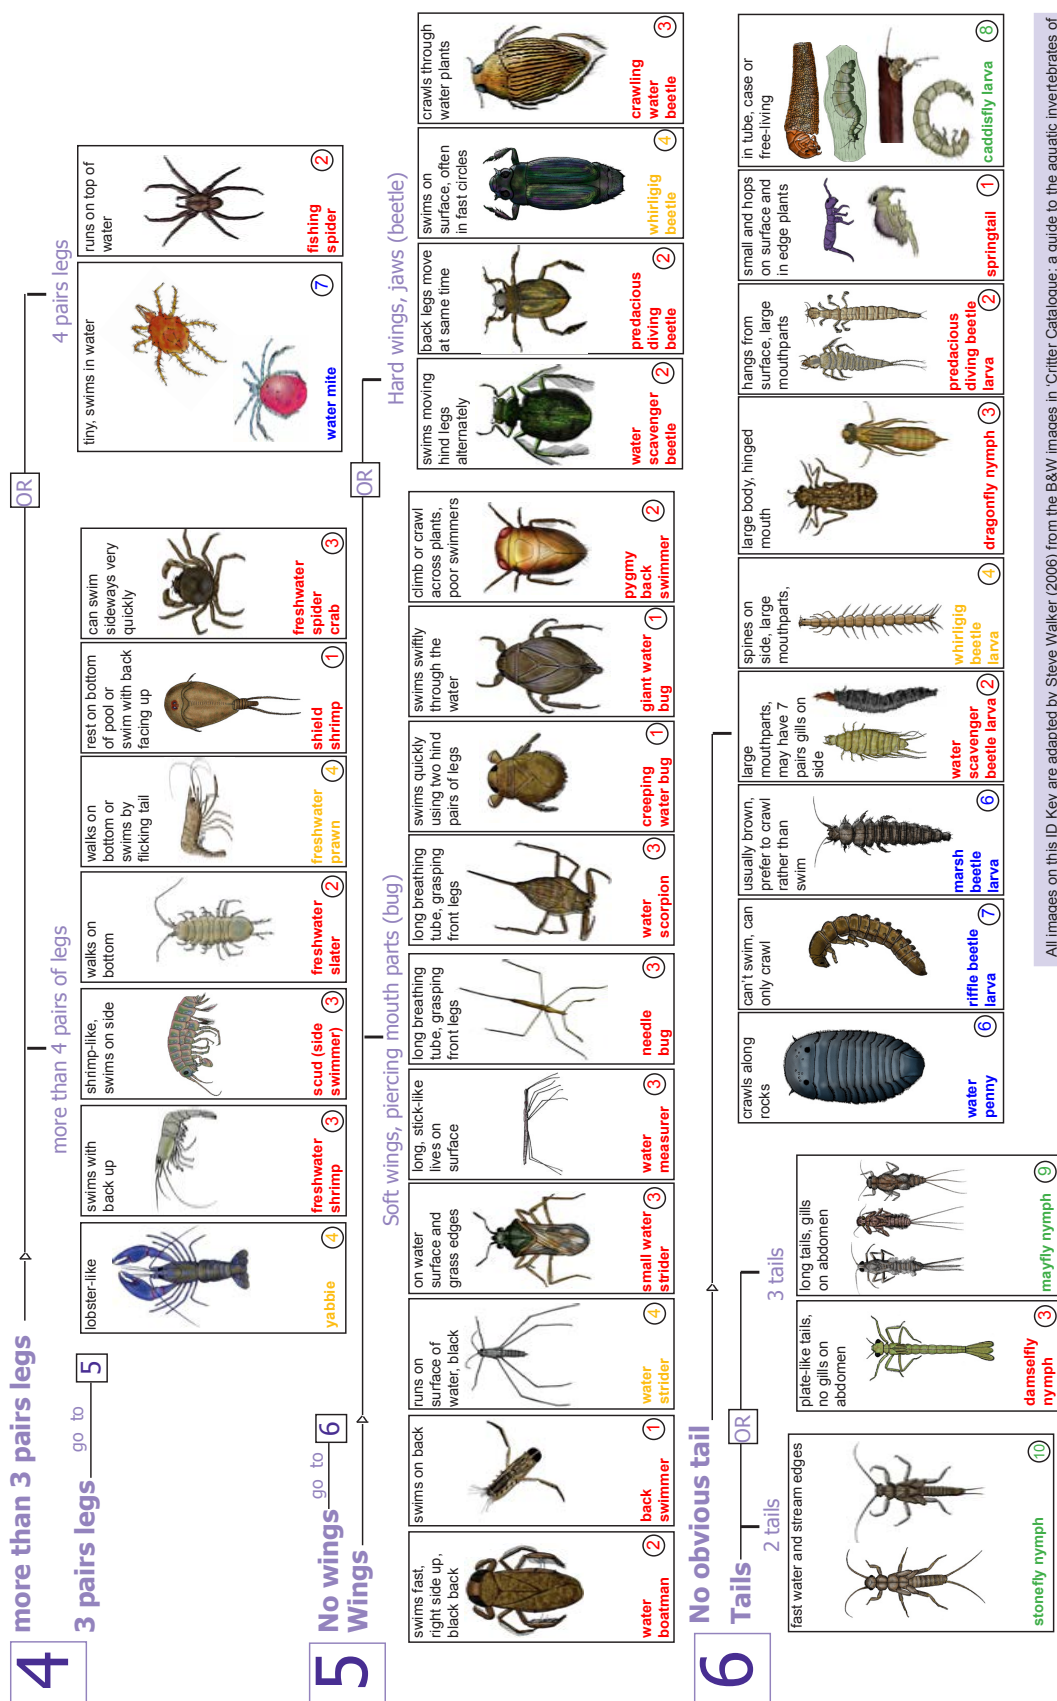 4
more than 3 pairs legs
3 pairs legs
go to
5
OR
more than 4 pairs of legs
4 pairs legs
lobster-like
yabbie
4
swims with
back up
freshwater
shrimp
3
shrimp-like,
swims on side
scud (side
swimmer)
3
walks on
bottom
freshwater
slater
2
walks on
bottom or
swims by
flicking tail
freshwater
prawn
4
rest on bottom
of pool or
swim with back
facing up
shield
shrimp
1
can swim
sideways very
quickly
freshwater
spider
crab
3
tiny, swims in water
water mite
7
runs on top of
water
fishing
spider
2
5
No wings
go to
6
Wings
OR
Soft wings, piercing mouth parts (bug)
Hard wings, jaws (beetle)
swims fast,
right side up,
black back
water
boatman
2
swims on back
back
swimmer
1
runs on
surface of
water, black
water
strider
4
on water
surface and
grass edges
small water
strider
3
long, stick-like
lives on
surface
water
measurer
3
long breathing
tube, grasping
front legs
needle
bug
3
long breathing
tube, grasping
front legs
water
scorpion
3
swims quickly
using two hind
pairs of legs
creeping
water bug
1
swims swiftly
through the
water
giant water
bug
1
climb or crawl
across plants,
poor swimmers
pygmy
back
swimmer
2
swims moving
hind legs
alternately
water
scavenger
beetle
2
back legs move
at same time
predacious
diving
beetle
2
swims on
surface, often
in fast circles
whirligig
beetle
4
crawls through
water plants
crawling
water
beetle
3
6
No obvious tail
Tails
OR
2 tails
3 tails
fast water and stream edges
stonefly nymph
10
plate-like tails,
no gills on
abdomen
damselfly
nymph
3
long tails, gills
on abdomen
mayfly nymph
9
crawls along
rocks
water
penny
6
can't swim, can
only crawl
riffle beetle
larva
7
usually brown,
prefer to crawl
rather than
swim
marsh
beetle
larva
6
large
mouthparts,
may have 7
pairs gills on
side
water
scavenger
beetle larva
2
spines on
side, large
mouthparts,
whirligig
beetle
larva
4
large body, hinged
mouth
dragonfly nymph
3
hangs from
surface, large
mouthparts
predacious
diving beetle
larva
2
small and hops
on surface and
in edge plants
springtail
1
in tube, case or
free-living
caddisfly larva
8
All images on this ID Key are adapted by Steve Walker (2006) from the B&W images in 'Critter Catalogue: a guide to the aquatic invertebrates of